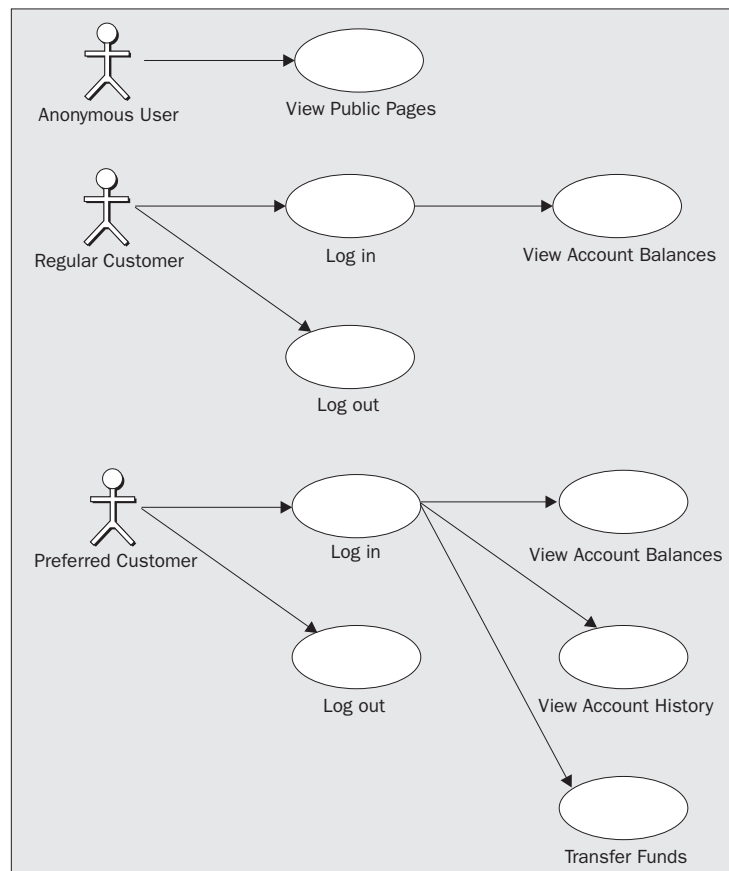 Anonymous User
View Public Pages
Regular Customer
Log in
View Account Balances
Log out
Preferred Customer
Log in
View Account Balances
Log out
View Account History
Transfer Funds